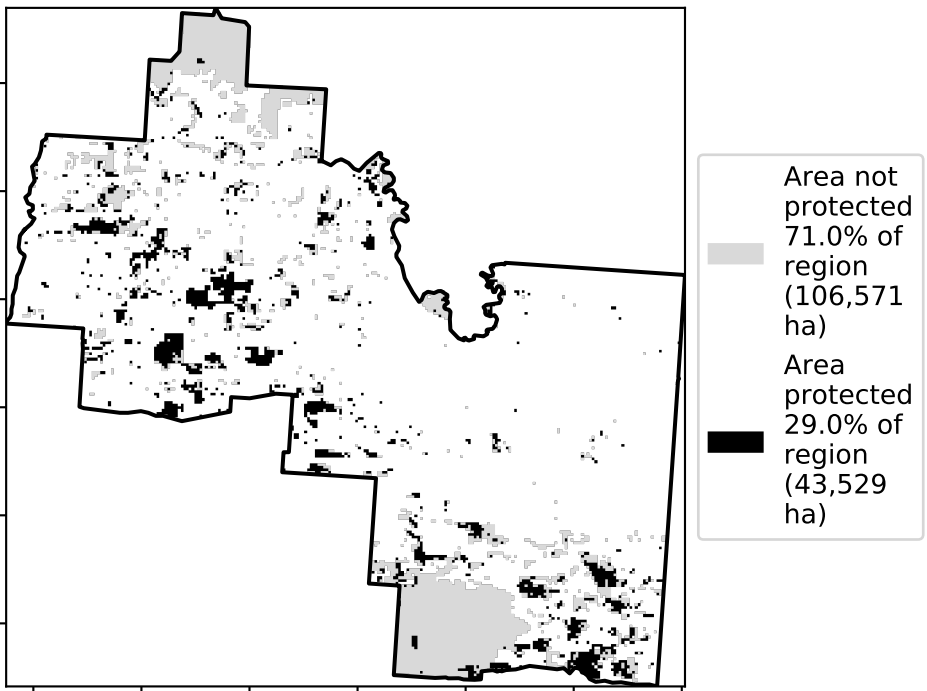 Area not
protected
71.0% of
region
(106,571
ha)
Area
protected
29.0% of
region
(43,529
ha)